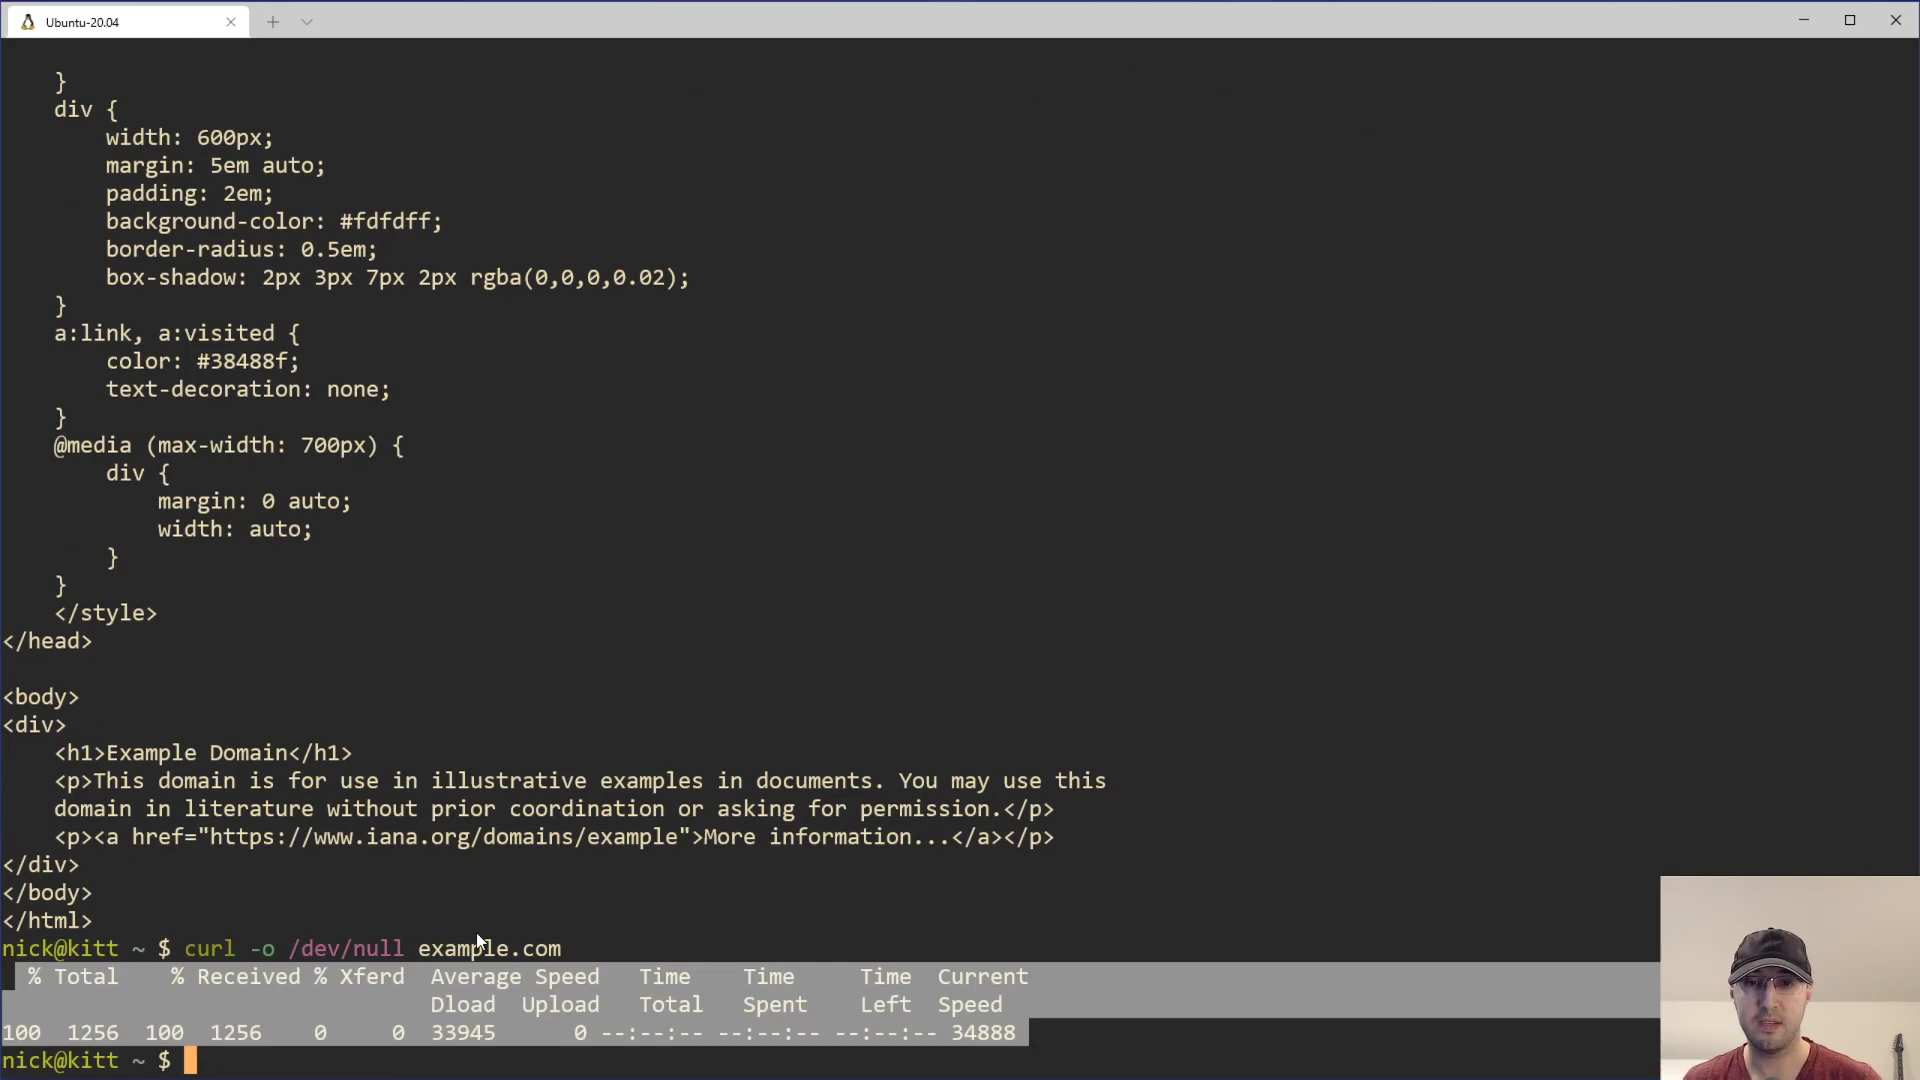 Ubuntu-20.04
}
div {
width: 600px;
margin: 5em auto;
padding: 2em;
background-color: #fdfdff;
border-radius: 0.5em;
box-shadow: 2px 3px 7px 2px rgba(0,0,0,0.02);
}
a:link, a:visited {
color: #38488f;
text-decoration: none;
}
@media (max-width: 700px) {
div {
margin: 0 auto;
width: auto;
}
}
</style>
</head>
<body>
<div>
<h1>Example Domain</h1>
<p>This domain is for use in illustrative examples in documents. You may use this
domain in literature without prior coordination or asking for permission.</p>
<p><a href="https://www.iana.org/domains/example">More information...</a></p>
</div>
</body>
</html>
nick@kitt ~ $ curl -o /dev/null example.com
% Total % Received % Xferd Average Speed Time Time Time Current
Dload Upload Total Spent Left Speed
100 1256 100 1256 0 0 33945 0 --:--:-- --:--:-- --:--:-- 34888
nick@kitt ~ $